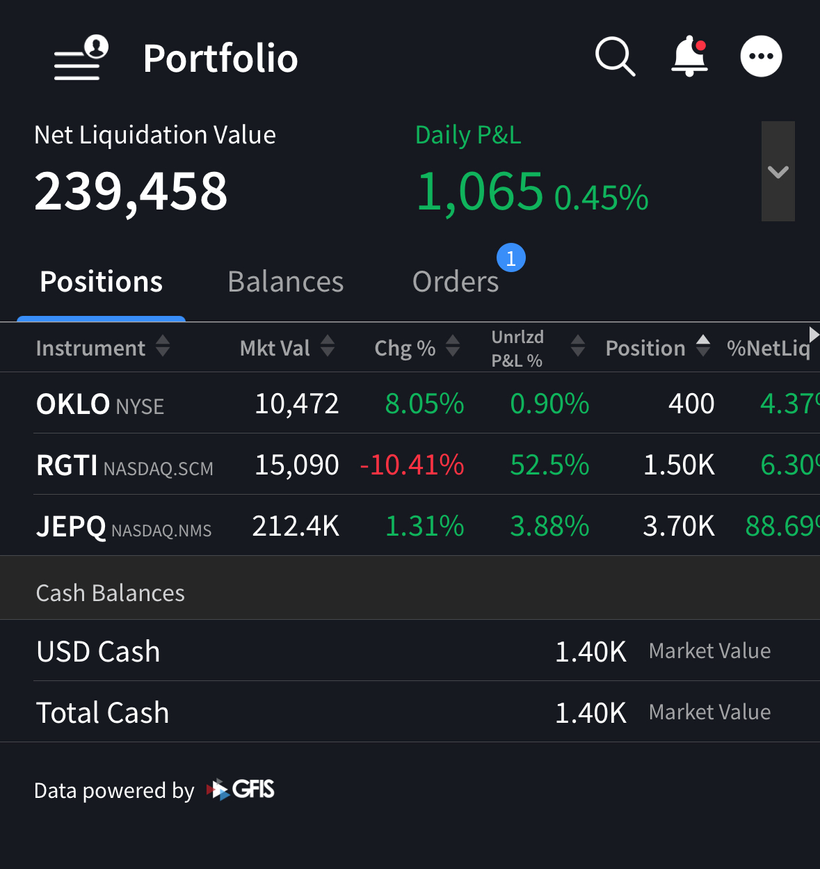 Portfolio
Net Liquidation Value Daily P&L
239,458 1,065 0.45%
Positions Balances Orders 1
Instrument Mkt Val Chg % Unrlzd P&L % Position %NetLiq
OKLO NYSE 10,472 8.05% 0.90% 400 4.37%
RGTI NASDAQ.SCM 15,090 -10.41% 52.5% 1.50K 6.30%
JEPQ NASDAQ.NMS 212.4K 1.31% 3.88% 3.70K 88.69%
Cash Balances
USD Cash 1.40K Market Value
Total Cash 1.40K Market Value
Data powered by GFIS